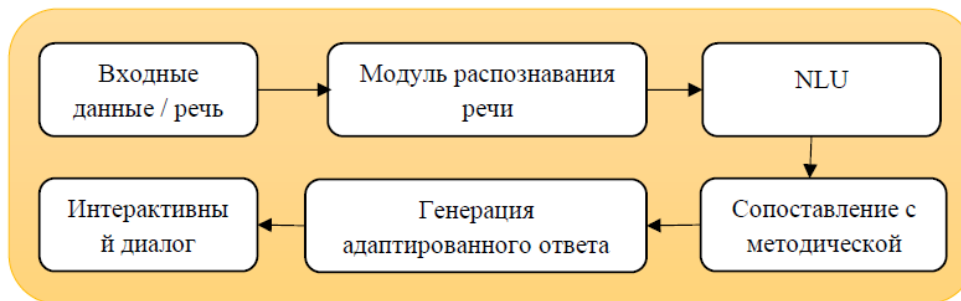 Входные
данные / речь
Модуль распознавания
речи
NLU
Интерактивны
й диалог
Генерация
адаптированного ответа
Сопоставление с
методической